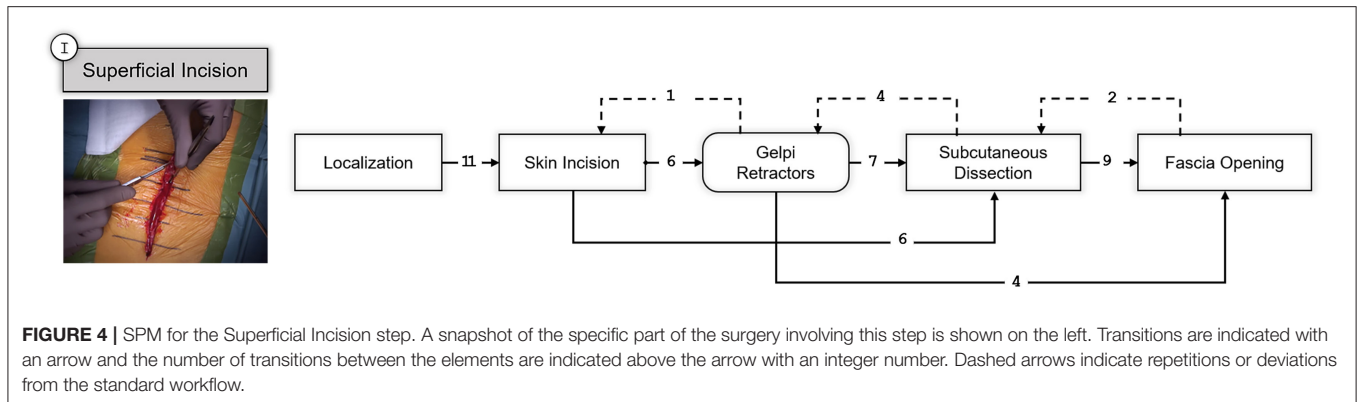 I
Superficial Incision
1
4
2
Localization
11
Skin Incision
6
Gelpi
Retractors
7
Subcutaneous
Dissection
9
Fascia Opening
6
4
FIGURE 4 | SPM for the Superficial Incision step. A snapshot of the specific part of the surgery involving this step is shown on the left. Transitions are indicated with
an arrow and the number of transitions between the elements are indicated above the arrow with an integer number. Dashed arrows indicate repetitions or deviations
from the standard workflow.